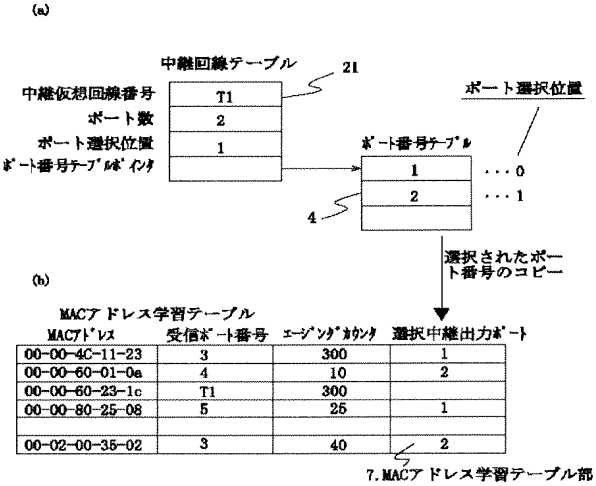 (a)
中継回線テーブル
21
中継仮想回線番号 T1
ポート数 2
ポート選択位置 1
ポート番号テーブルポインタ
ポート選択位置
ポート番号テーブル
1 ・・・0
2 ・・・1
4
選択されたポー
ト番号のコピー
(b)
MACアドレス学習テーブル
MACアドレス 受信ポート番号 エージングカウンタ 選択中継出力ポート
00-00-4C-11-23 3 300 1
00-00-60-01-0a 4 10 2
00-00-60-23-1c T1 300
00-00-80-25-08 5 25 1
00-02-00-35-02 3 40 2
7.MACアドレス学習テーブル部